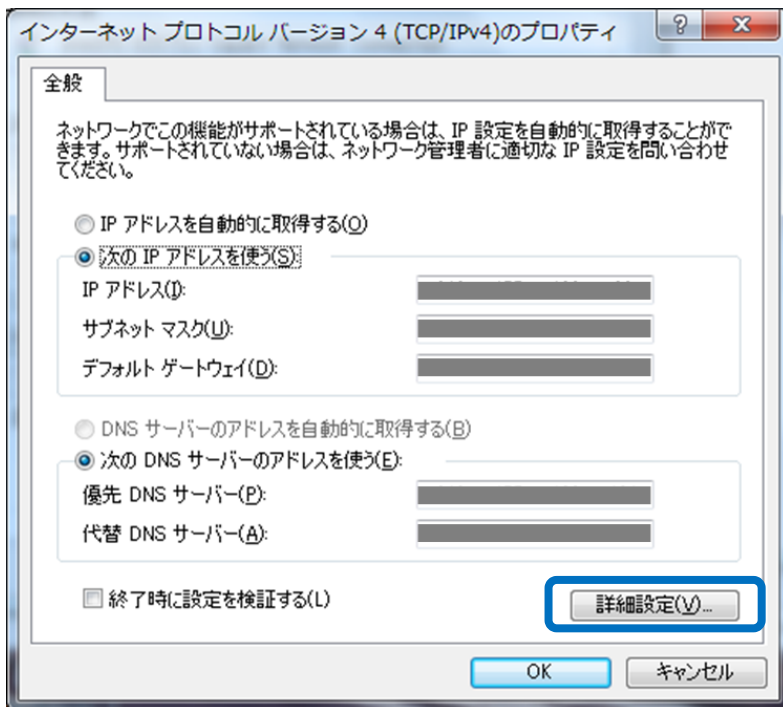 インターネット プロトコル バージョン 4 (TCP/IPv4)のプロパティ
全般
ネットワークでこの機能がサポートされている場合は、IP 設定を自動的に取得することがで
きます。サポートされていない場合は、ネットワーク管理者に適切な IP 設定を問い合わせ
てください。
IP アドレスを自動的に取得する(O)
次の IP アドレスを使う(S):
IP アドレス(I):
サブネット マスク(U):
デフォルト ゲートウェイ(D):
DNS サーバーのアドレスを自動的に取得する(B)
次の DNS サーバーのアドレスを使う(E):
優先 DNS サーバー(P):
代替 DNS サーバー(A):
終了時に設定を検証する(L)
詳細設定(V)...
OK
キャンセル